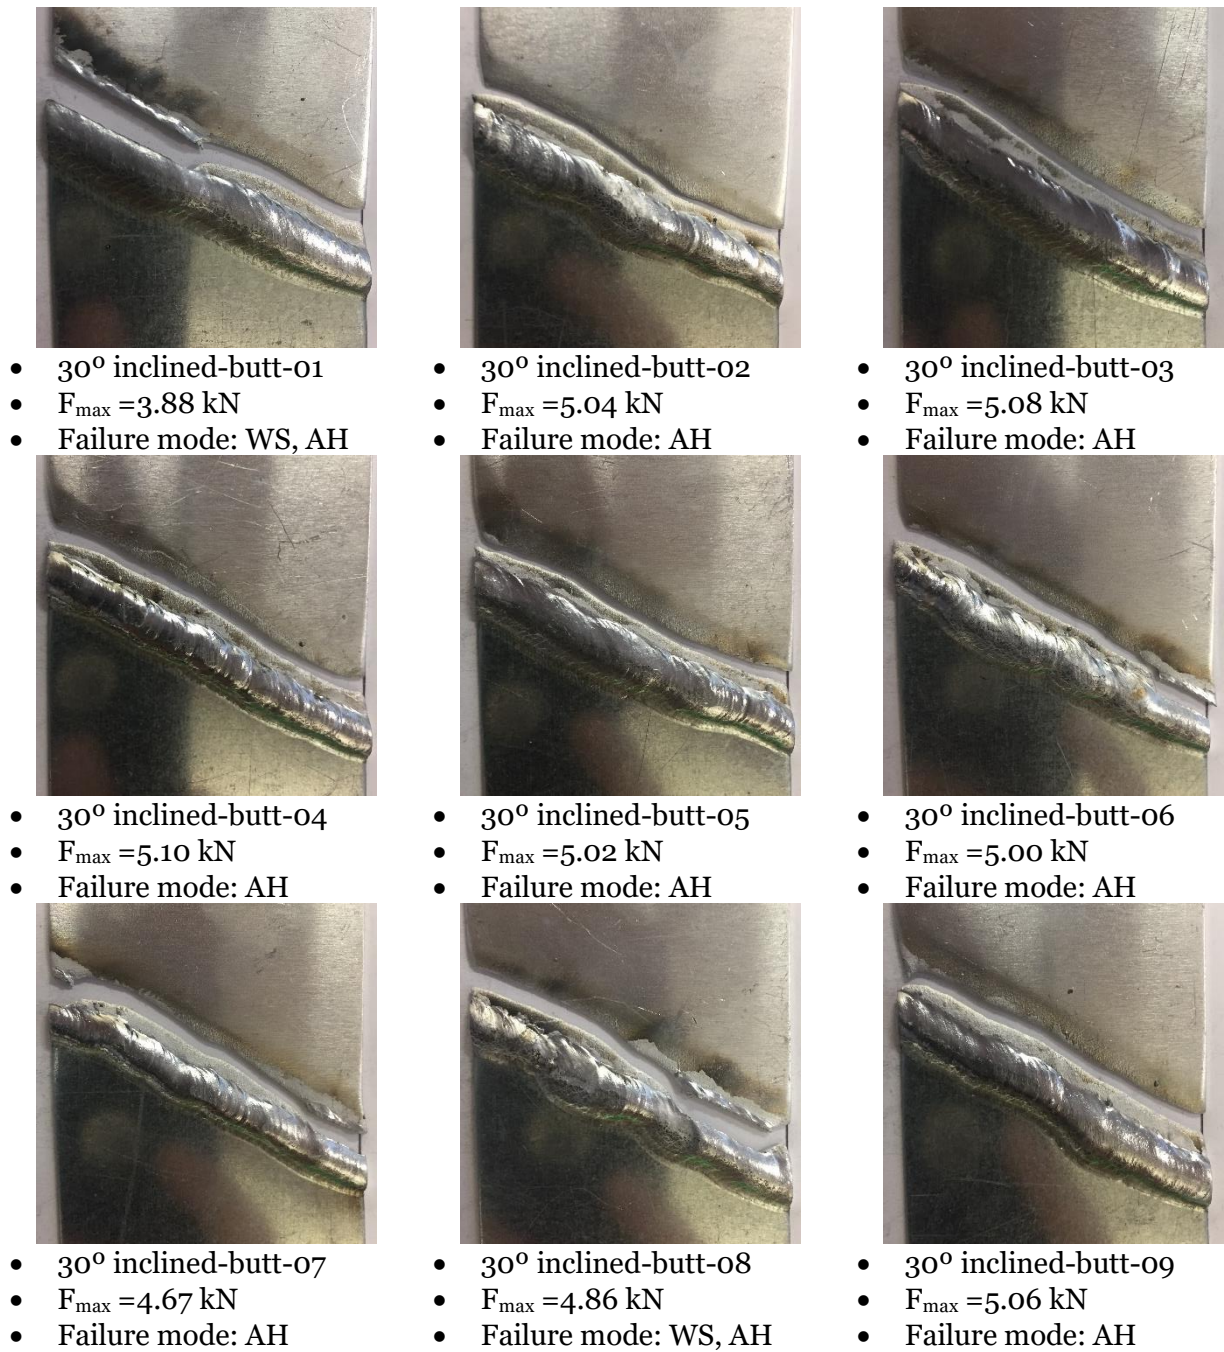 • 30º inclined-butt-01
• Fmax =3.88 kN
• Failure mode: WS, AH
• 30º inclined-butt-02
• Fmax =5.04 kN
• Failure mode: AH
• 30º inclined-butt-03
• Fmax =5.08 kN
• Failure mode: AH
• 30º inclined-butt-04
• Fmax =5.10 kN
• Failure mode: AH
• 30º inclined-butt-05
• Fmax =5.02 kN
• Failure mode: AH
• 30º inclined-butt-06
• Fmax =5.00 kN
• Failure mode: AH
• 30º inclined-butt-07
• Fmax =4.67 kN
• Failure mode: AH
• 30º inclined-butt-08
• Fmax =4.86 kN
• Failure mode: WS, AH
• 30º inclined-butt-09
• Fmax =5.06 kN
• Failure mode: AH